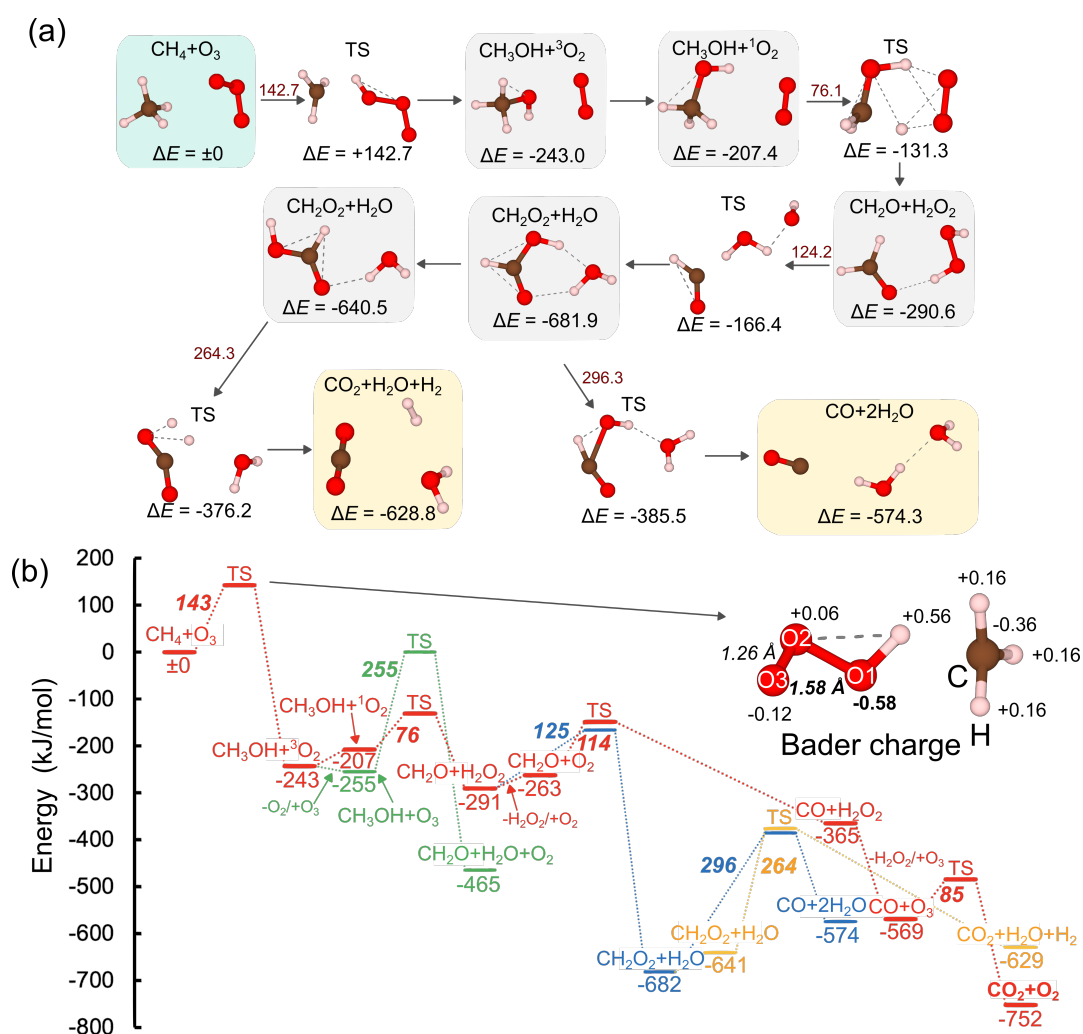 (a)
CH₄+O₃
142.7
ΔE = ±0
TS
ΔE = +142.7
CH₃OH+³O₂
ΔE = -243.0
CH₃OH+¹O₂
76.1
ΔE = -207.4
TS
ΔE = -131.3
CH₂O₂+H₂O
ΔE = -640.5
CH₂O₂+H₂O
ΔE = -681.9
TS
124.2
ΔE = -166.4
CH₂O+H₂O₂
ΔE = -290.6
264.3
TS
ΔE = -376.2
CO₂+H₂O+H₂
ΔE = -628.8
296.3
TS
ΔE = -385.5
CO+2H₂O
ΔE = -574.3
(b)
Energy (kJ/mol)
200
100
0
-100
-200
-300
-400
-500
-600
-700
-800
TS
143
CH₄+O₃
±0
CH₃OH+³O₂
-243
CH₃OH+¹O₂
-207
-255
-O₂/+O₃
CH₃OH+O₃
255
TS
TS
76
CH₂O+H₂O₂
-291
CH₂O+H₂O+O₂
-465
125
TS
114
CH₂O+O₂
-263
-H₂O₂/+O₂
CH₂O₂+H₂O
-682
CH₂O₂+H₂O
-641
296
TS
264
CO+H₂O₂
-365
-H₂O₂/+O₃
CO+2H₂O
-574
CO+O₃
-569
TS
85
CO₂+H₂O+H₂
-629
CO₂+O₂
-752
+0.06
+0.56
O2
1.26 Å
O3
1.58 Å
O1
-0.12
-0.58
+0.16
-0.36
+0.16
C
+0.16
H
Bader charge